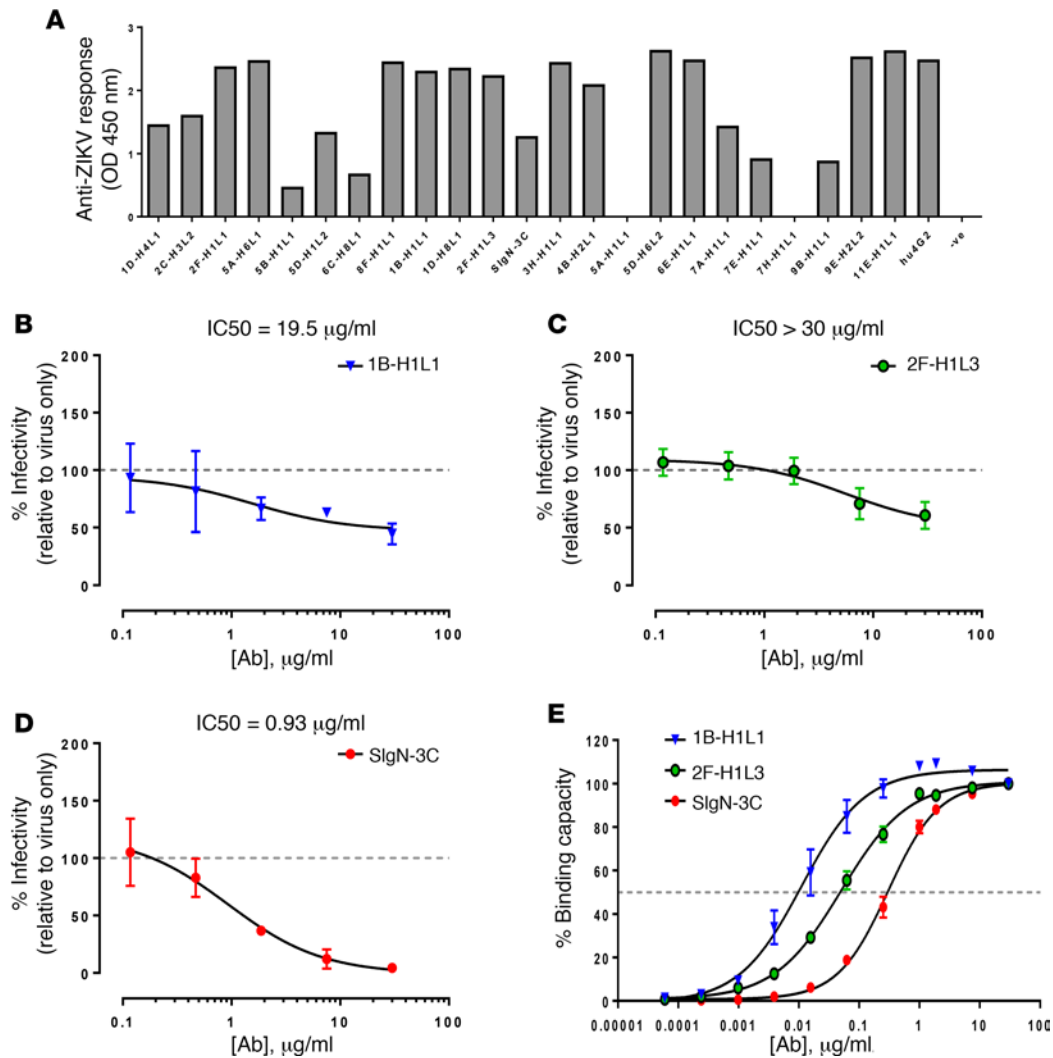 A
Anti-ZIKV response
(OD 450 nm)
3
2
1
0
1D-H4L1
2C-H3L2
2F-H1L1
5A-H6L1
5B-H1L1
5D-H1L2
6C-H8L1
8F-H1L1
1B-H1L1
1D-H8L1
2F-H1L3
SIgN-3C
3H-H1L1
4B-H2L1
5A-H1L1
5D-H6L2
6E-H1L1
7A-H1L1
7E-H1L1
7H-H1L1
9B-H1L1
9E-H2L2
11E-H1L1
hu4G2
-ve
B
IC50 = 19.5 μg/ml
1B-H1L1
% Infectivity
(relative to virus only)
200
150
100
50
0
0.1 1 10 100
[Ab], μg/ml
C
IC50 > 30 μg/ml
2F-H1L3
% Infectivity
(relative to virus only)
200
150
100
50
0
0.1 1 10 100
[Ab], μg/ml
D
IC50 = 0.93 μg/ml
SIgN-3C
% Infectivity
(relative to virus only)
200
150
100
50
0
0.1 1 10 100
[Ab], μg/ml
E
1B-H1L1
2F-H1L3
SIgN-3C
% Binding capacity
120
100
80
60
40
20
0
0.00001 0.0001 0.001 0.01 0.1 1 10 100
[Ab], μg/ml